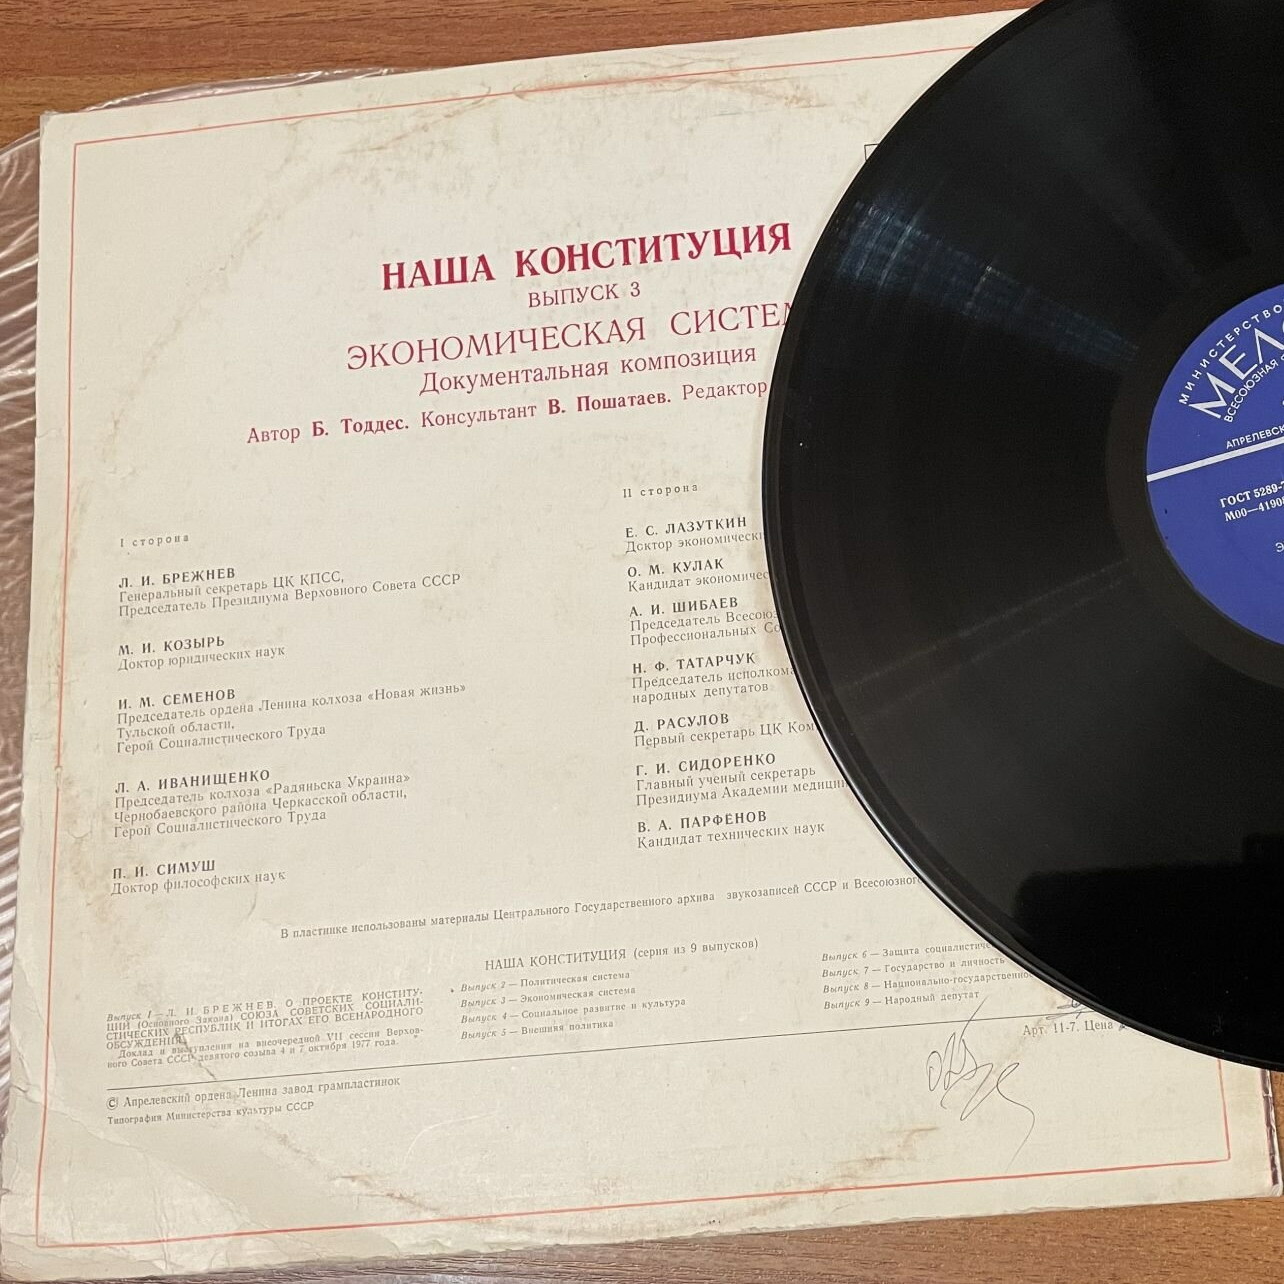 НАША КОНСТИТУЦИЯ
ВЫПУСК 3
ЭКОНОМИЧЕСКАЯ СИСТЕМ
Документальная композиция
Автор Б. Тоддес. Консультант В. Пошатаев. Редактор
I сторона
Л. И. БРЕЖНЕВ
Генеральный секретарь ЦК КПСС,
Председатель Президиума Верховного Совета СССР
М. И. КОЗЫРЬ
Доктор юридических наук
И. М. СЕМЕНОВ
Председатель ордена Ленина колхоза «Новая жизнь»
Тульской области,
Герой Социалистического Труда
Л. А. ИВАНИЩЕНКО
Председатель колхоза «Радяньска Украина»
Чернобаевского района Черкасской области,
Герой Социалистического Труда
П. И. СИМУШ
Доктор философских наук
II сторона
Е. С. ЛАЗУТКИН
Доктор экономически
О. М. КУЛАК
Кандидат экономичес
А. И. ШИБАЕВ
Председатель Всесоюз
Профессиональных Со
Н. Ф. ТАТАРЧУК
Председатель исполкома
народных депутатов
Д. РАСУЛОВ
Первый секретарь ЦК Ком
Г. И. СИДОРЕНКО
Главный ученый секретарь
Президиума Академии медицин
В. А. ПАРФЕНОВ
Кандидат технических наук
В пластинке использованы материалы Центрального Государственного архива звукозаписей СССР и Всесоюзного
НАША КОНСТИТУЦИЯ (серия из 9 выпусков)
Выпуск 1 — Л. И. БРЕЖНЕВ. О ПРОЕКТЕ КОНСТИТУ-
ЦИИ (Основного Закона) СОЮЗА СОВЕТСКИХ СОЦИАЛИ-
СТИЧЕСКИХ РЕСПУБЛИК И ИТОГАХ ЕГО ВСЕНАРОДНОГО
ОБСУЖДЕНИЯ
Доклад и выступления на внеочередной VII сессии Верхов-
ного Совета СССР девятого созыва 4 и 7 октября 1977 года.
Выпуск 2 — Политическая система
Выпуск 3 — Экономическая система
Выпуск 4 — Социальное развитие и культура
Выпуск 5 — Внешняя политика
Выпуск 6 — Защита социалистиче
Выпуск 7 — Государство и личность
Выпуск 8 — Национально-государственно
Выпуск 9 — Народный депутат
Арт. 11-7. Цена
© Апрелевский ордена Ленина завод грампластинок
Типография Министерства культуры СССР
МИНИСТЕРСТВО
МЕЛО
ВСЕСОЮЗНАЯ
АПРЕЛЕВСК
ГОСТ 5289-7
М00—4190
Э